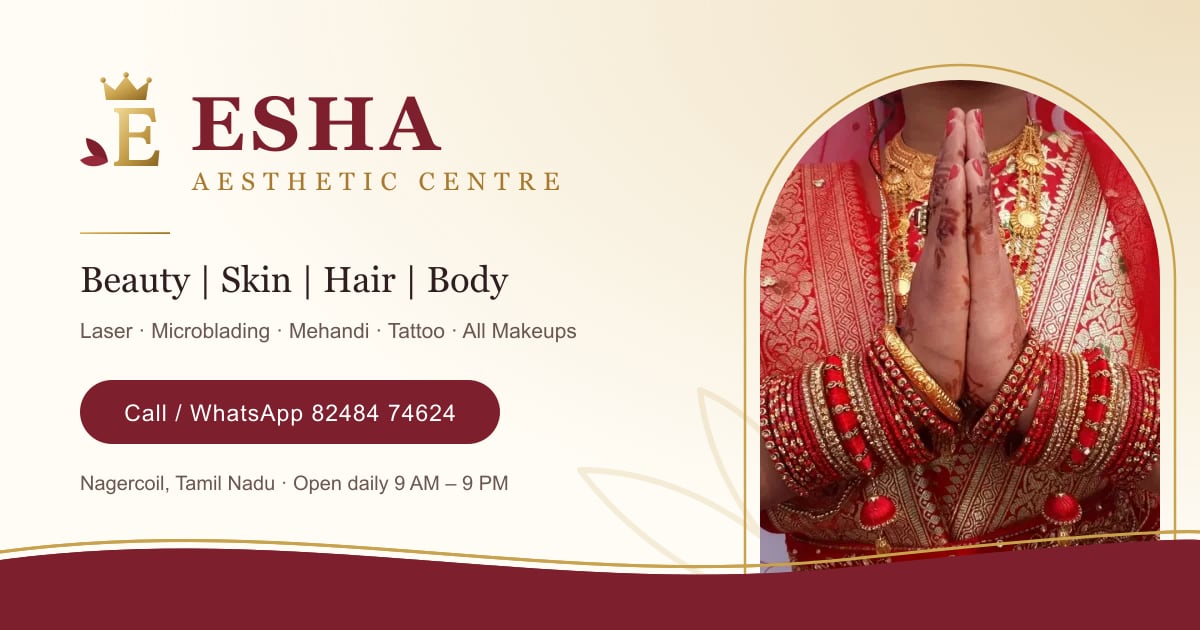 E
ESHA
AESTHETIC CENTRE
Beauty | Skin | Hair | Body
Laser · Microblading · Mehandi · Tattoo · All Makeups
Call / WhatsApp 82484 74624
Nagercoil, Tamil Nadu · Open daily 9 AM – 9 PM